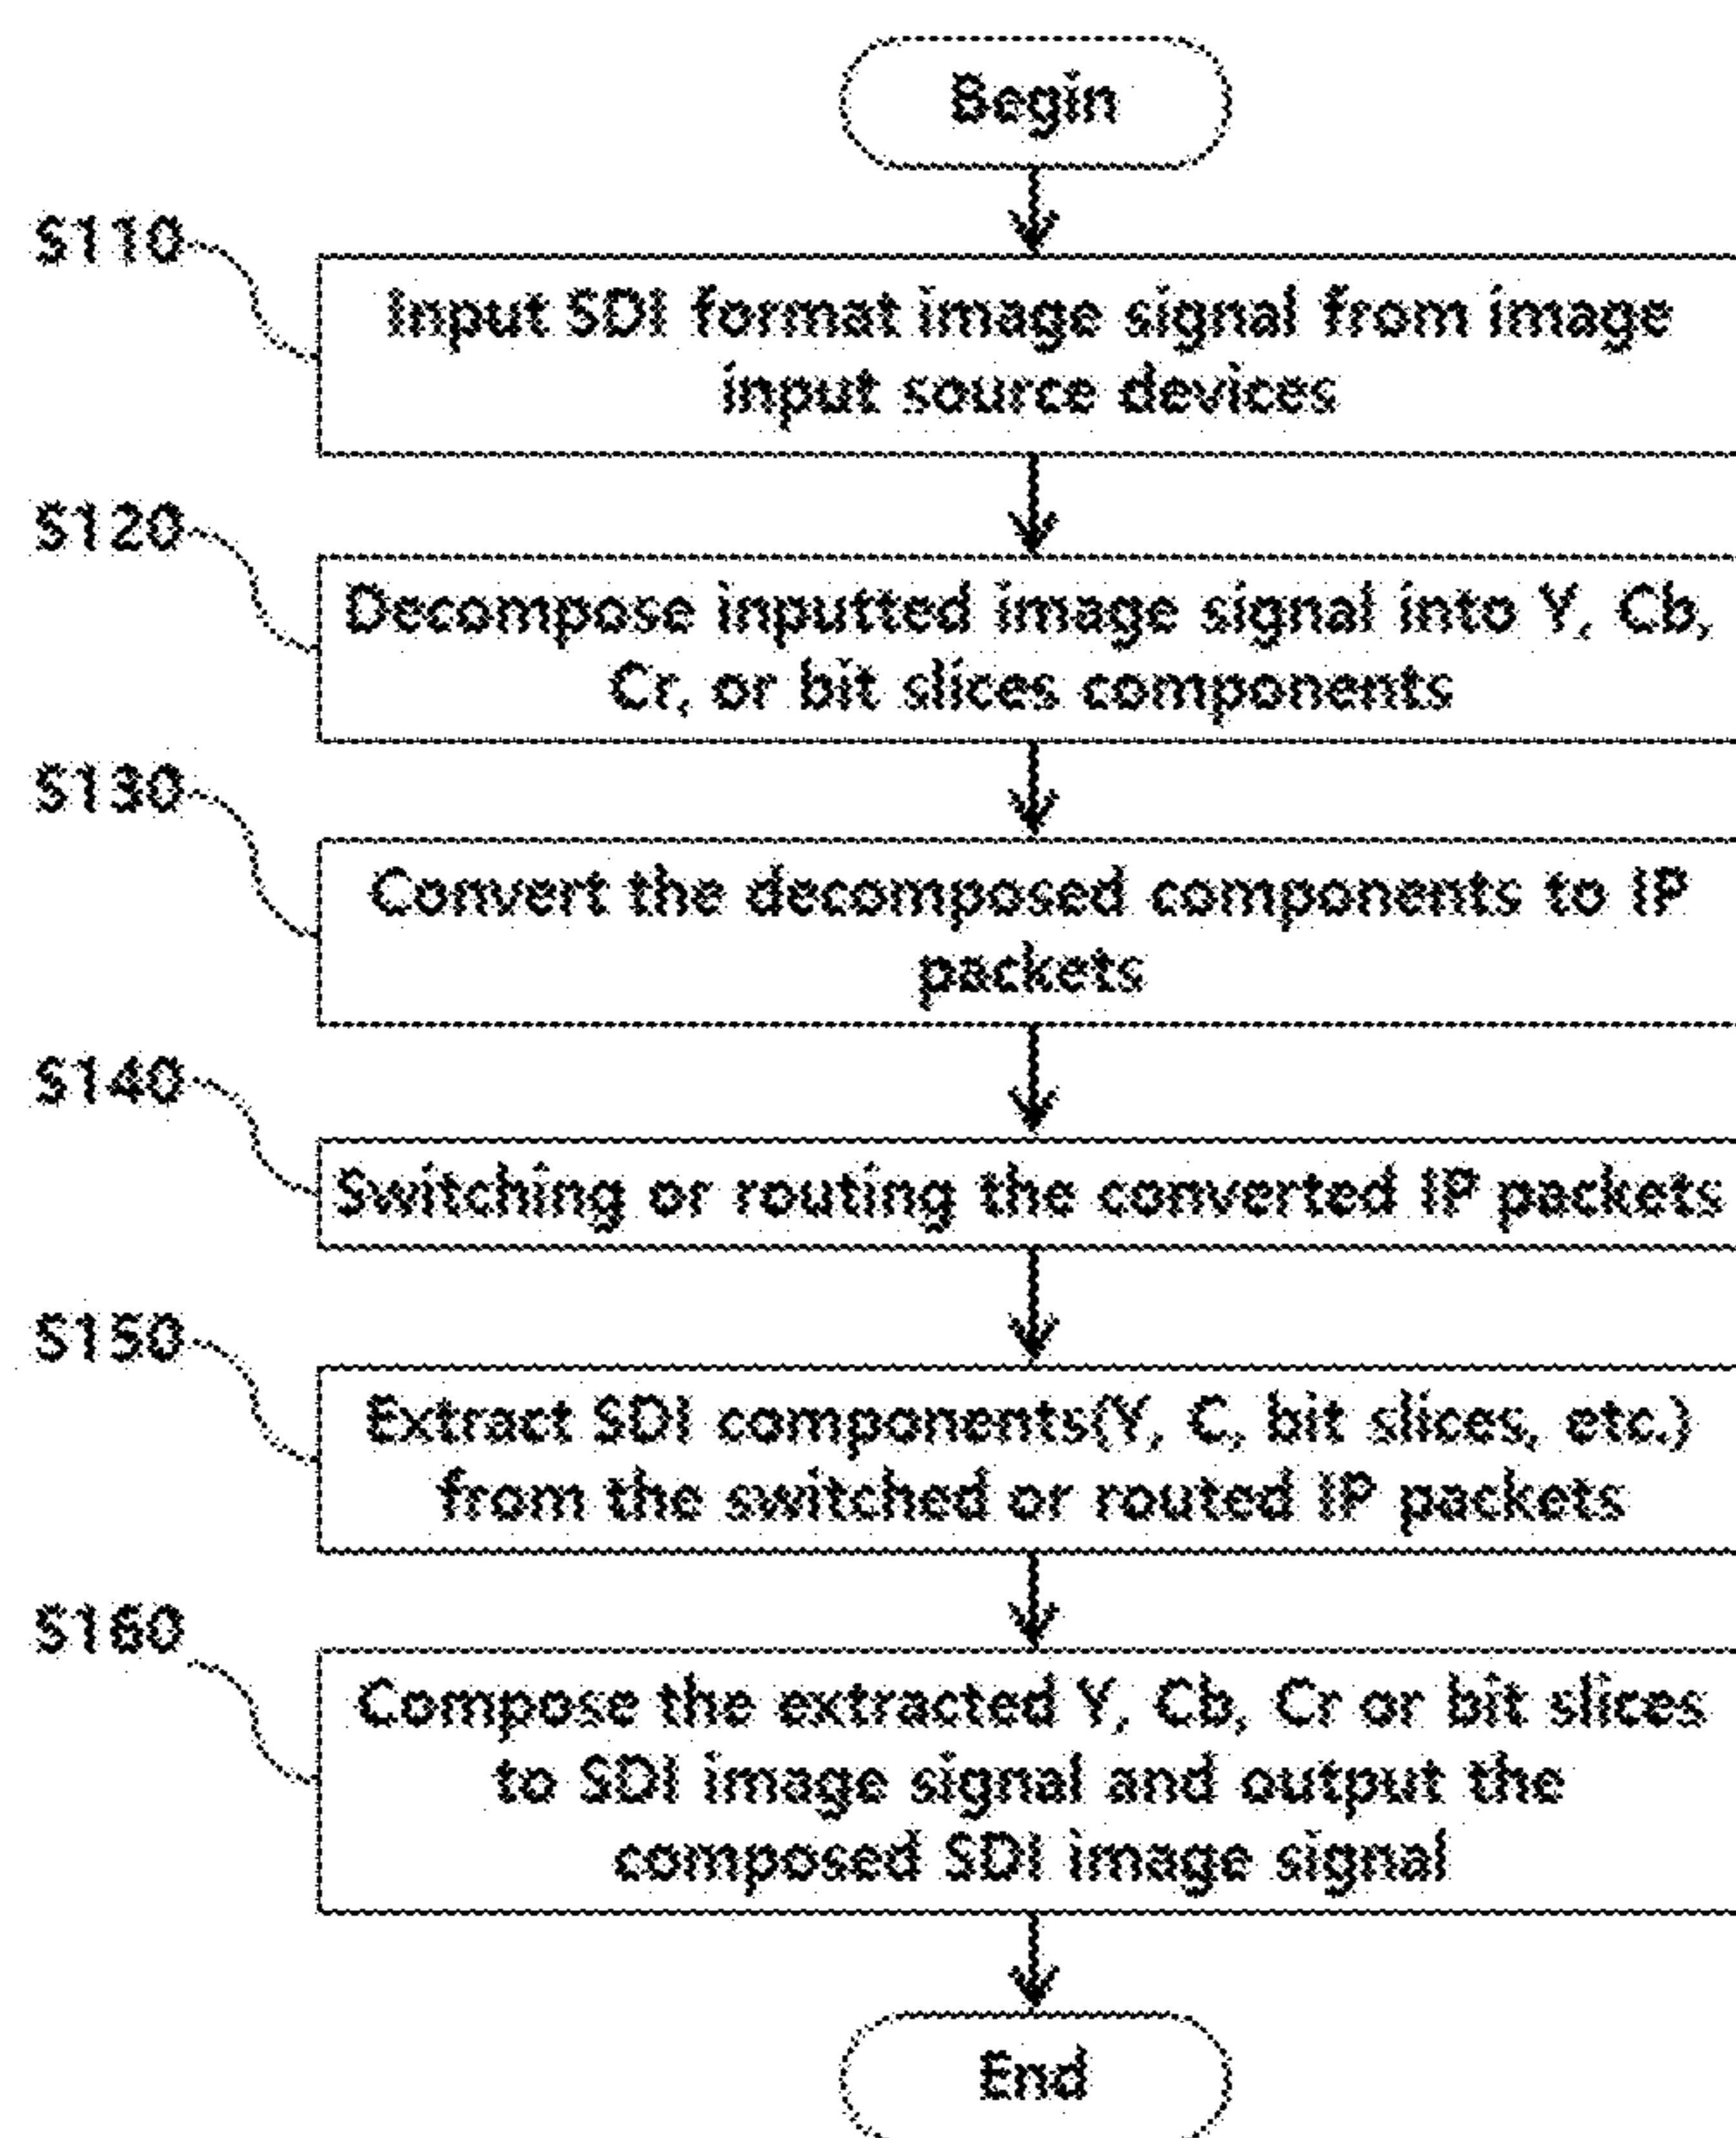 Begin
S110
Input SDI format image signal from image
input source devices
S120
Decompose inputted image signal into Y, Cb,
Cr, or bit slices components
S130
Convert the decomposed components to IP
packets
S140
Switching or routing the converted IP packets
S150
Extract SDI components(Y, C, bit slices, etc.)
from the switched or routed IP packets
S160
Compose the extracted Y, Cb, Cr or bit slices
to SDI image signal and output the
composed SDI image signal
End